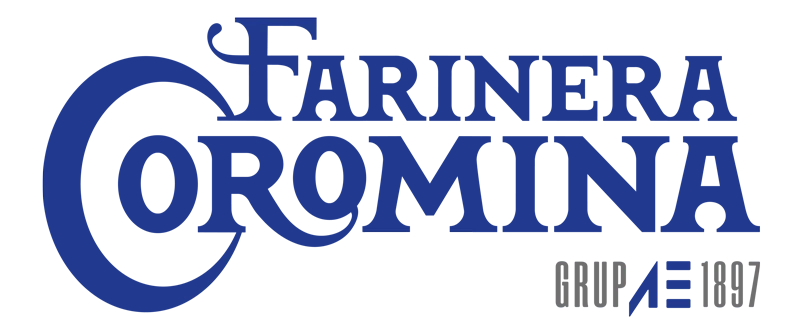 FARINERA
COROMINA
GRUP AE 1897